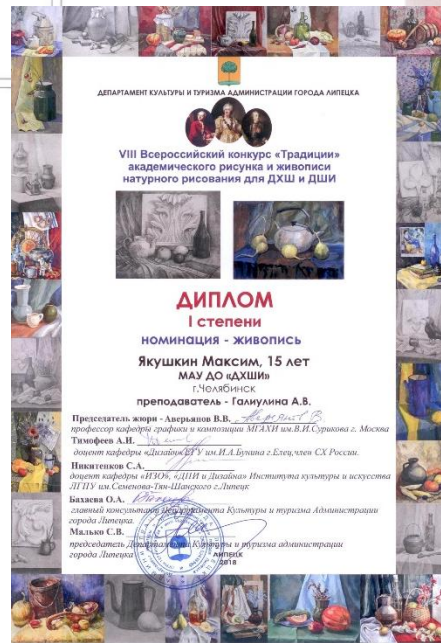 ДЕПАРТАМЕНТ КУЛЬТУРЫ И ТУРИЗМА АДМИНИСТРАЦИИ ГОРОДА ЛИПЕЦКА
VIII Всероссийский конкурс «Традиции»
академического рисунка и живописи
натурного рисования для ДХШ и ДШИ
ДИПЛОМ
I степени
номинация - живопись
Якушкин Максим, 15 лет
МАУ ДО «ДХШИ»
г.Челябинск
преподаватель - Галиулина А.В.
Председатель жюри - Аверьянов В.В.
профессор кафедры графики и композиции МГАХИ им.В.И.Сурикова г. Москва
Тимофеев А.И.
доцент кафедры «Дизайн» ЕГУ им.И.А.Бунина г.Елец,член СХ России.
Никитенков С.А.
доцент кафедры «ИЗО», «ДПИ и Дизайна» Института культуры и искусства
ЛГПУ им.Семенова-Тян-Шанского г.Липецк
Бахаева О.А.
главный консультант Департамента Культуры и туризма Администрации
города Липецка
Малько С.В.
председатель Департамента Культуры и туризма администрации
города Липецка
ЛИПЕЦК
2018